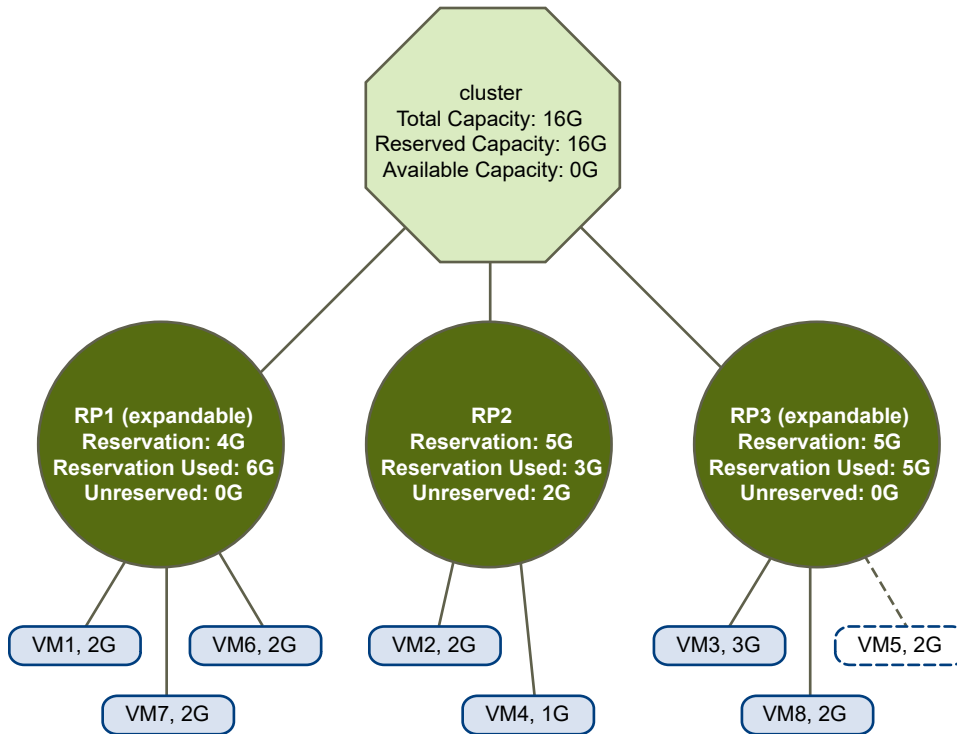 cluster
Total Capacity: 16G
Reserved Capacity: 16G
Available Capacity: 0G
RP1 (expandable)
Reservation: 4G
Reservation Used: 6G
Unreserved: 0G
RP2
Reservation: 5G
Reservation Used: 3G
Unreserved: 2G
RP3 (expandable)
Reservation: 5G
Reservation Used: 5G
Unreserved: 0G
VM1, 2G
VM6, 2G
VM2, 2G
VM3, 3G
VM5, 2G
VM7, 2G
VM4, 1G
VM8, 2G